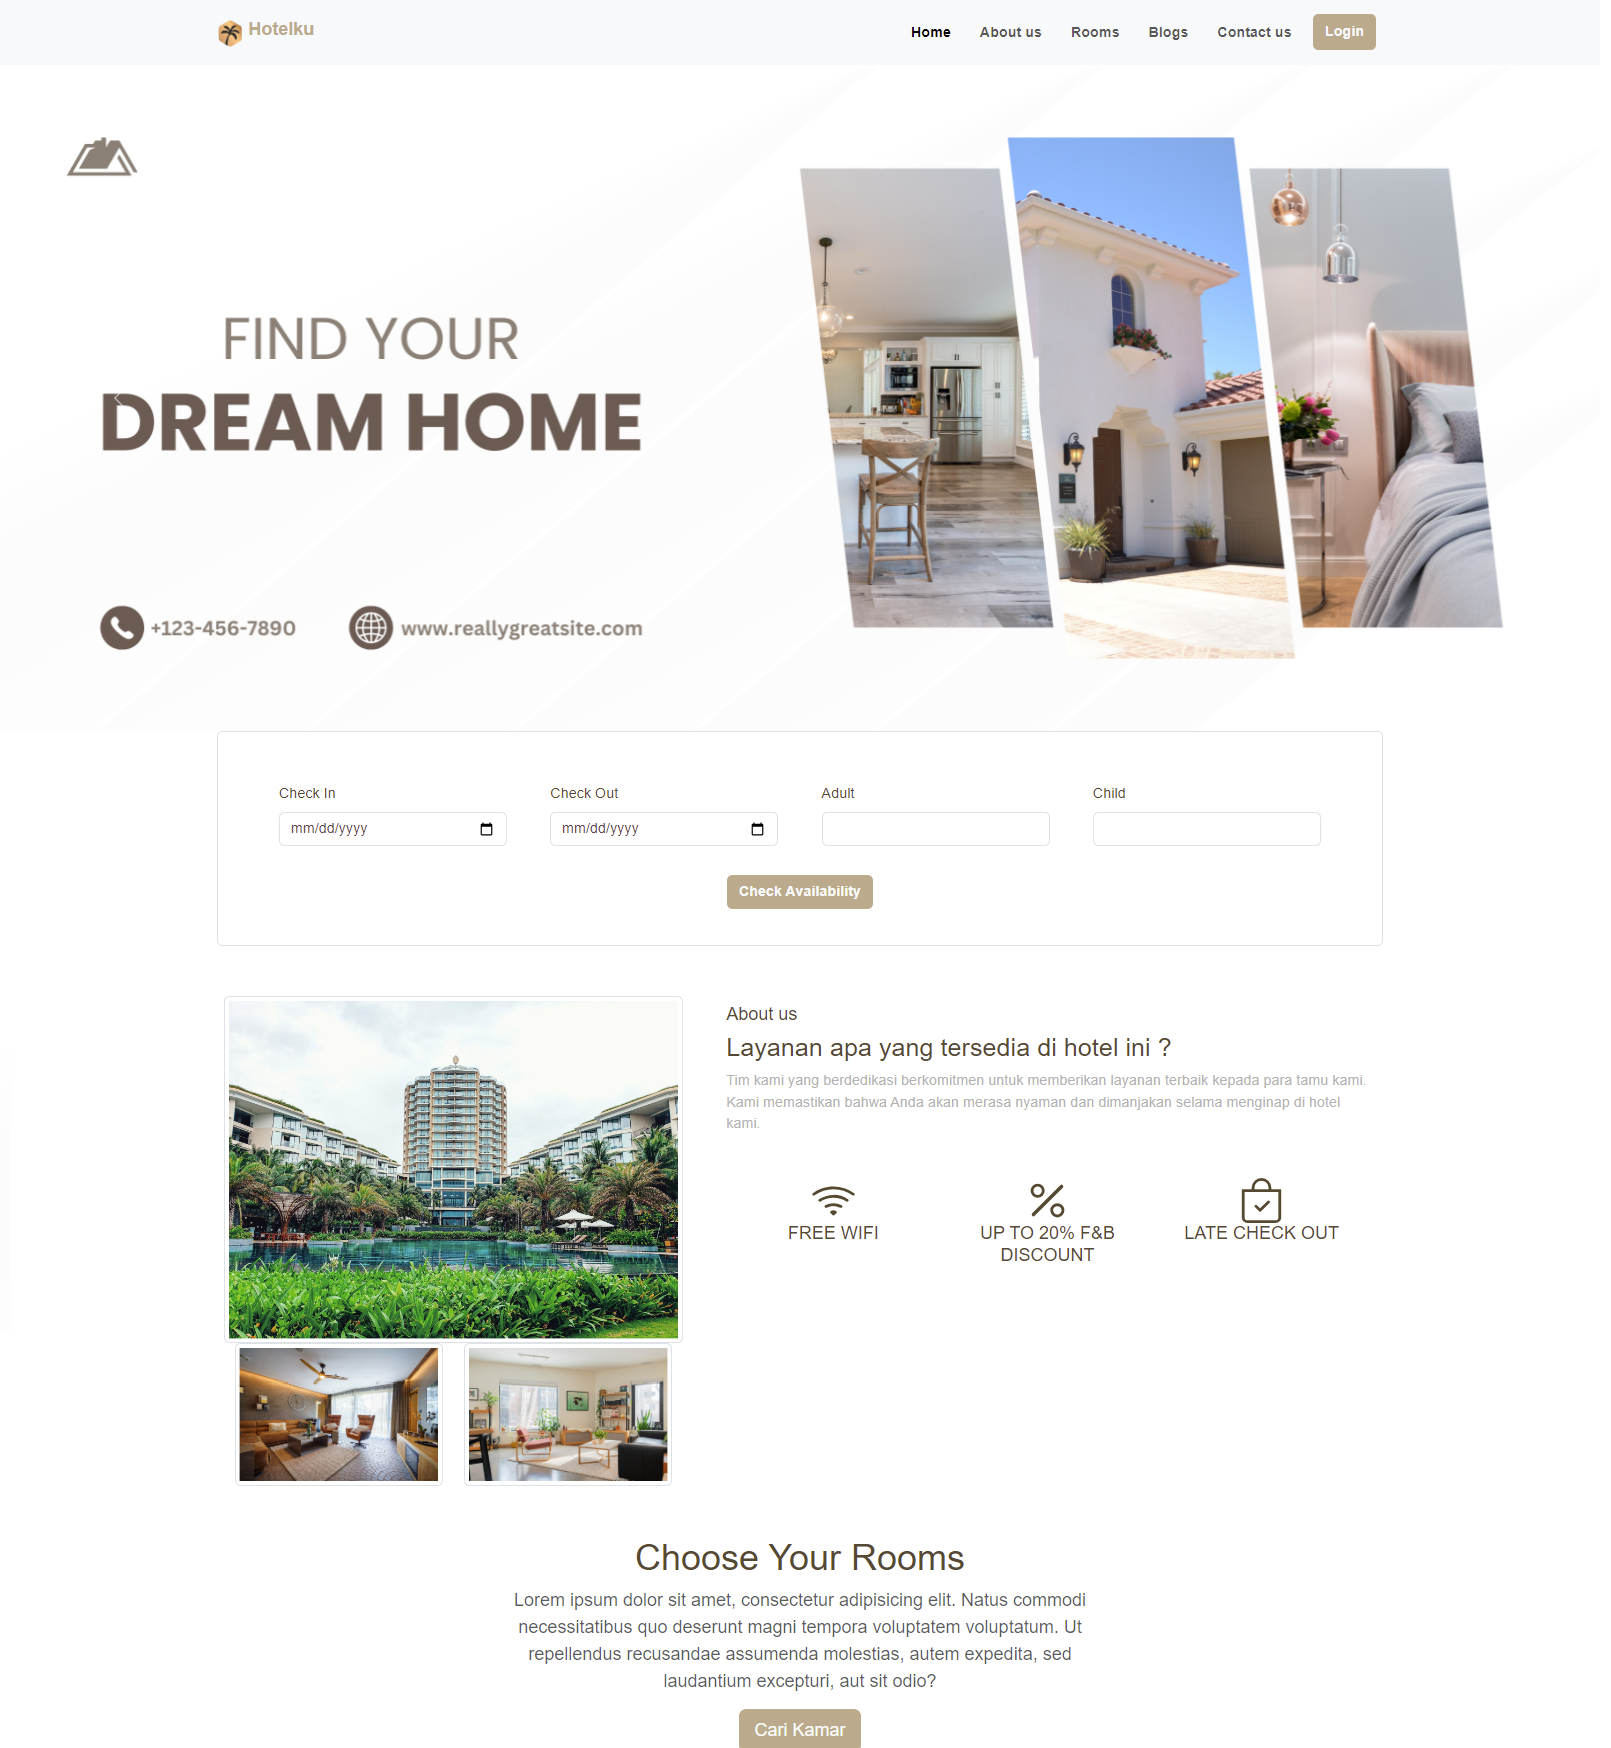 Hotelku
Home About us Rooms Blogs Contact us Login
FIND YOUR
DREAM HOME
+123-456-7890 www.reallygreatsite.com
Check In Check Out Adult Child
mm/dd/yyyy mm/dd/yyyy
Check Availability
About us
Layanan apa yang tersedia di hotel ini ?
Tim kami yang berdedikasi berkomitmen untuk memberikan layanan terbaik kepada para tamu kami.
Kami memastikan bahwa Anda akan merasa nyaman dan dimanjakan selama menginap di hotel
kami.
FREE WIFI
UP TO 20% F&B
DISCOUNT
LATE CHECK OUT
Choose Your Rooms
Lorem ipsum dolor sit amet, consectetur adipisicing elit. Natus commodi
necessitatibus quo deserunt magni tempora voluptatem voluptatum. Ut
repellendus recusandae assumenda molestias, autem expedita, sed
laudantium excepturi, aut sit odio?
Cari Kamar